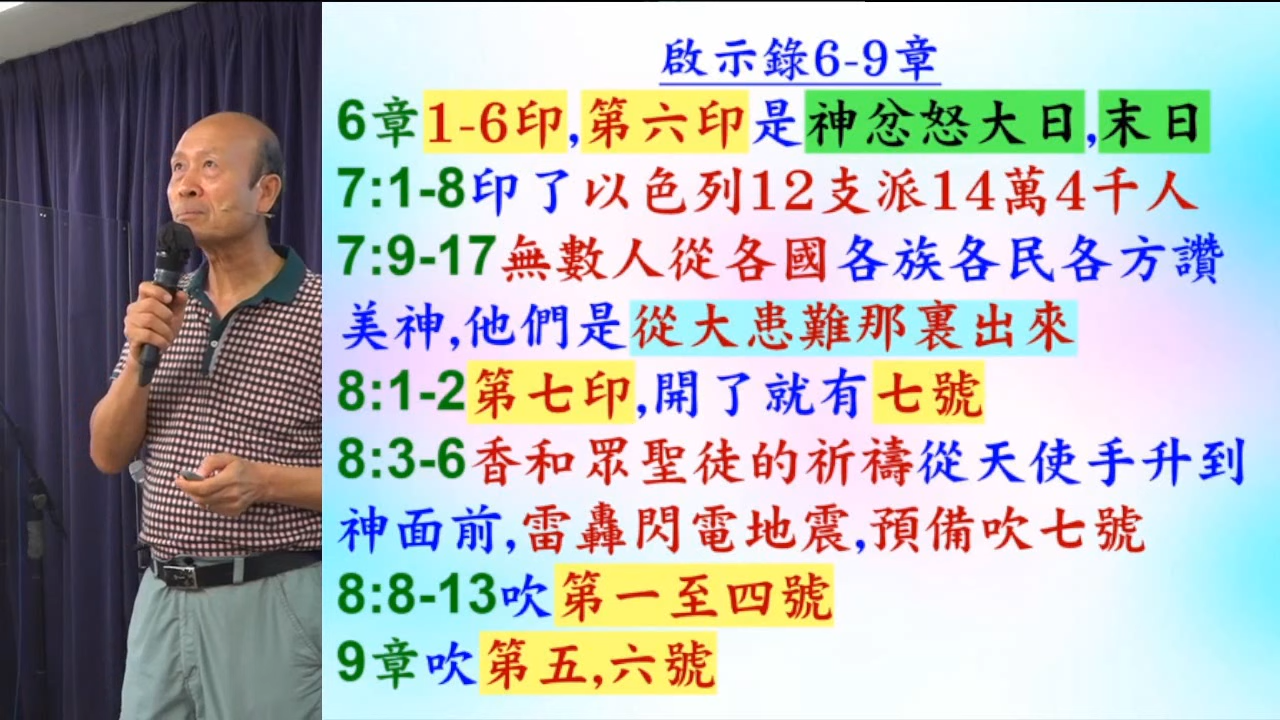 啟示錄6-9章
6章1-6印,第六印是神忿怒大日,末日
7:1-8印了以色列12支派14萬4千人
7:9-17無數人從各國各族各民各方讚
美神,他們是從大患難那裏出來
8:1-2第七印,開了就有七號
8:3-6香和眾聖徒的祈禱從天使手升到
神面前,雷轟閃電地震,預備吹七號
8:8-13吹第一至四號
9章吹第五,六號